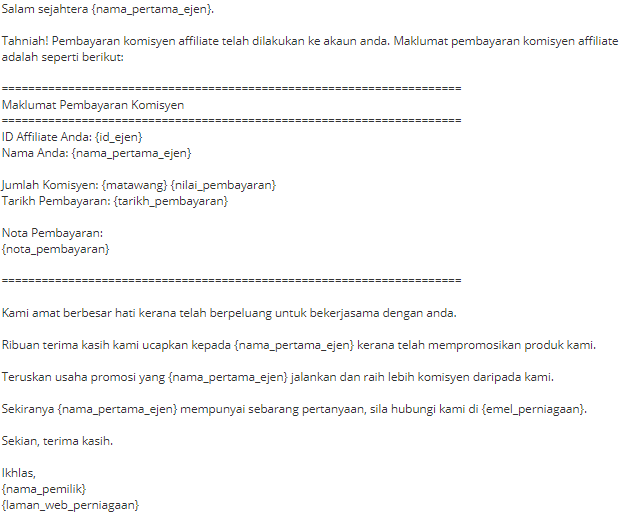 Salam sejahtera {nama_pertama_ejen}.
Tahniah! Pembayaran komisyen affiliate telah dilakukan ke akaun anda. Maklumat pembayaran komisyen affiliate
adalah seperti berikut:
=====================================================================
Maklumat Pembayaran Komisyen
=====================================================================
ID Affiliate Anda: {id_ejen}
Nama Anda: {nama_pertama_ejen}
Jumlah Komisyen: {matawang} {nilai_pembayaran}
Tarikh Pembayaran: {tarikh_pembayaran}
Nota Pembayaran:
{nota_pembayaran}
=====================================================================
Kami amat berbesar hati kerana telah berpeluang untuk bekerjasama dengan anda.
Ribuan terima kasih kami ucapkan kepada {nama_pertama_ejen} kerana telah mempromosikan produk kami.
Teruskan usaha promosi yang {nama_pertama_ejen} jalankan dan raih lebih komisyen daripada kami.
Sekiranya {nama_pertama_ejen} mempunyai sebarang pertanyaan, sila hubungi kami di {emel_perniagaan}.
Sekian, terima kasih.
Ikhlas,
{nama_pemilik}
{laman_web_perniagaan}